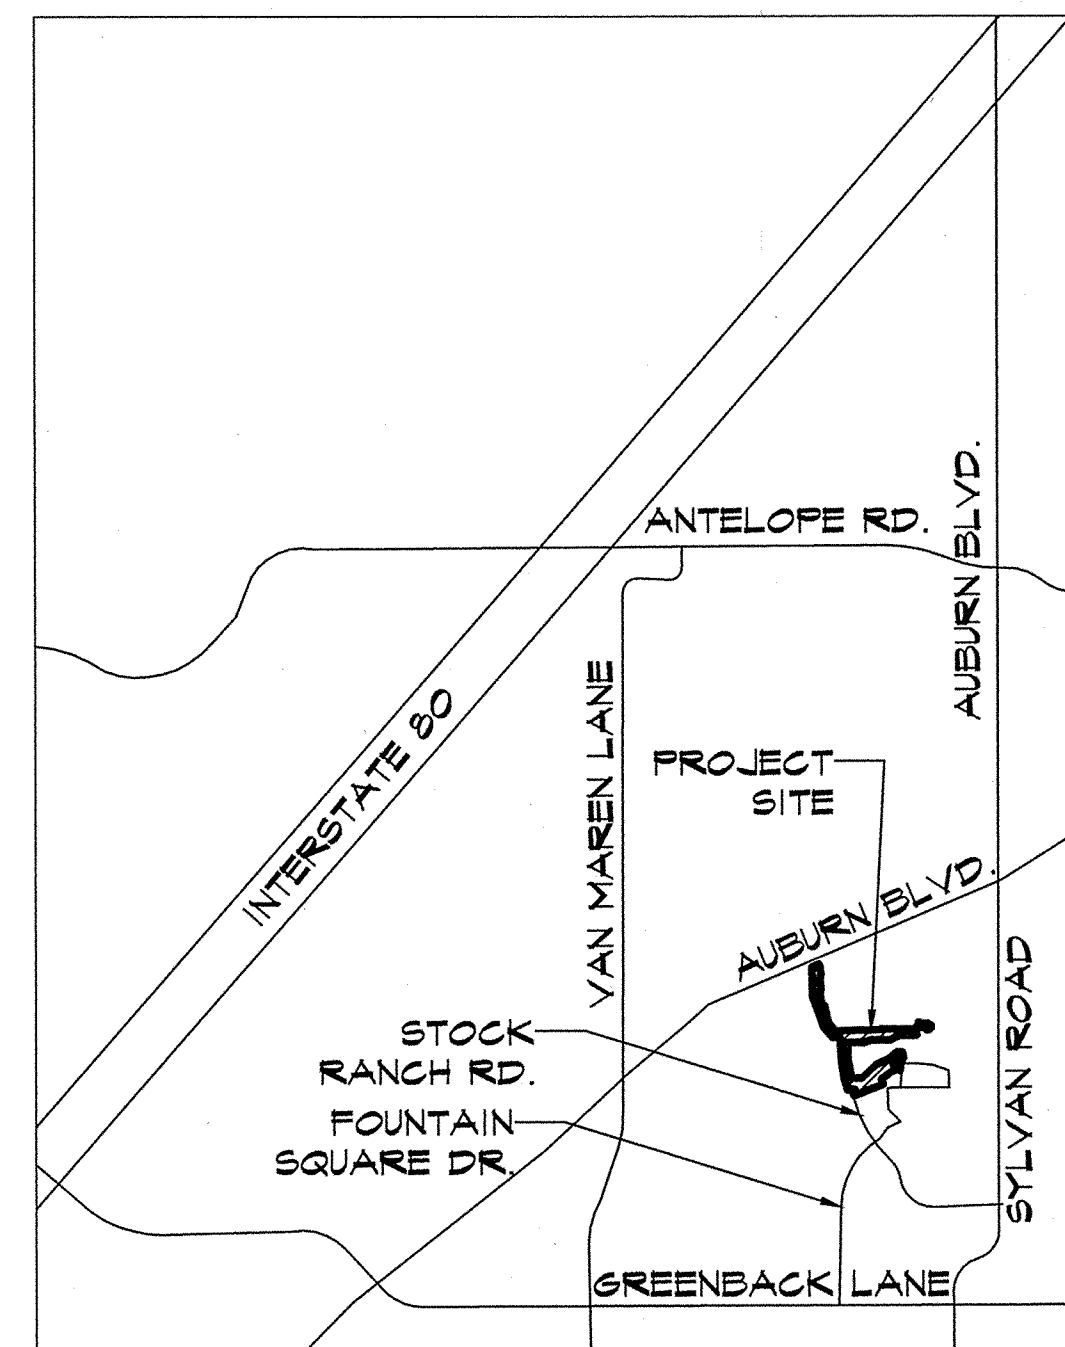 ANTELOPE RD.
AUBURN BLVD.
INTERSTATE 80
VAN MAREN LANE
PROJECT
SITE
AUBURN BLVD.
STOCK
RANCH RD.
FOUNTAIN
SQUARE DR.
SYLVAN ROAD
GREENBACK LANE